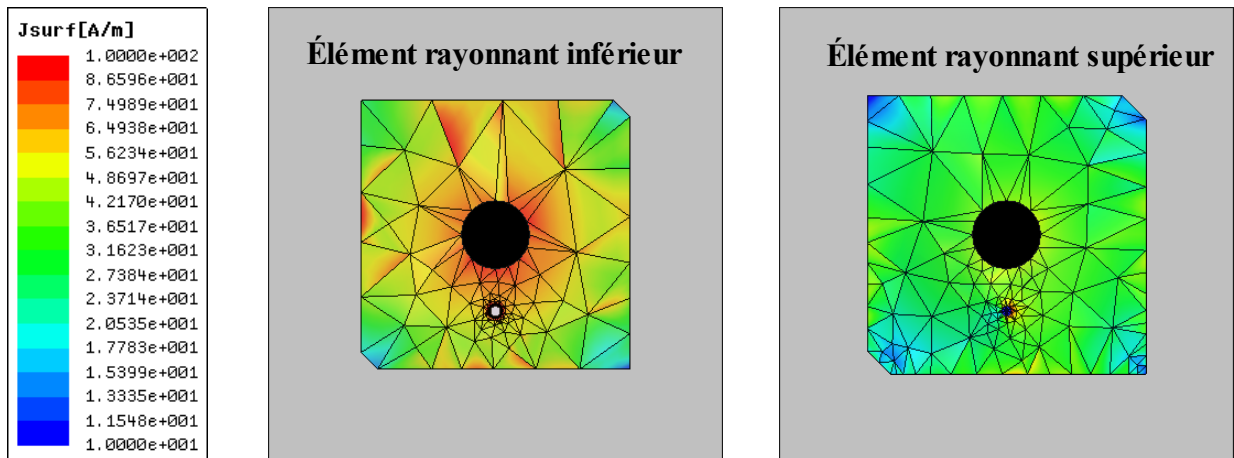 Jsurf[A/m]
1.0000e+002
8.6596e+001
7.4989e+001
6.4938e+001
5.6234e+001
4.8697e+001
4.2170e+001
3.6517e+001
3.1623e+001
2.7384e+001
2.3714e+001
2.0535e+001
1.7783e+001
1.5399e+001
1.3335e+001
1.1548e+001
1.0000e+001
Élément rayonnant inférieur
Élément rayonnant supérieur